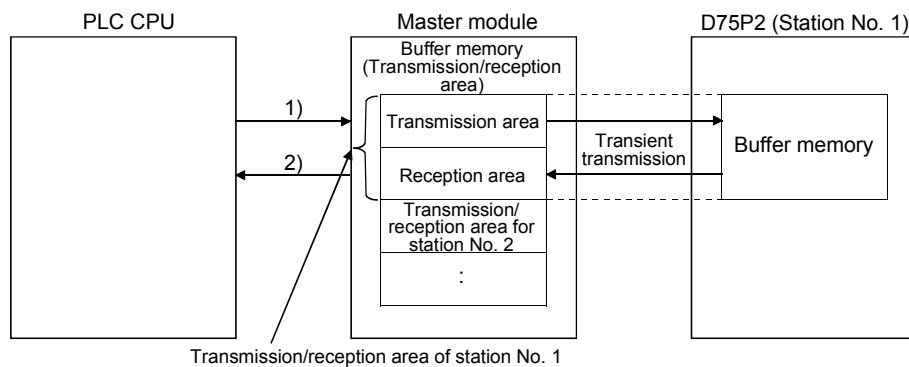 PLC CPU
Master module
D75P2 (Station No. 1)
Buffer memory
(Transmission/reception
area)
1)
Transmission area
Transient
transmission
Buffer memory
2)
Reception area
Transmission/
reception area for
station No. 2
:
Transmission/reception area of station No. 1